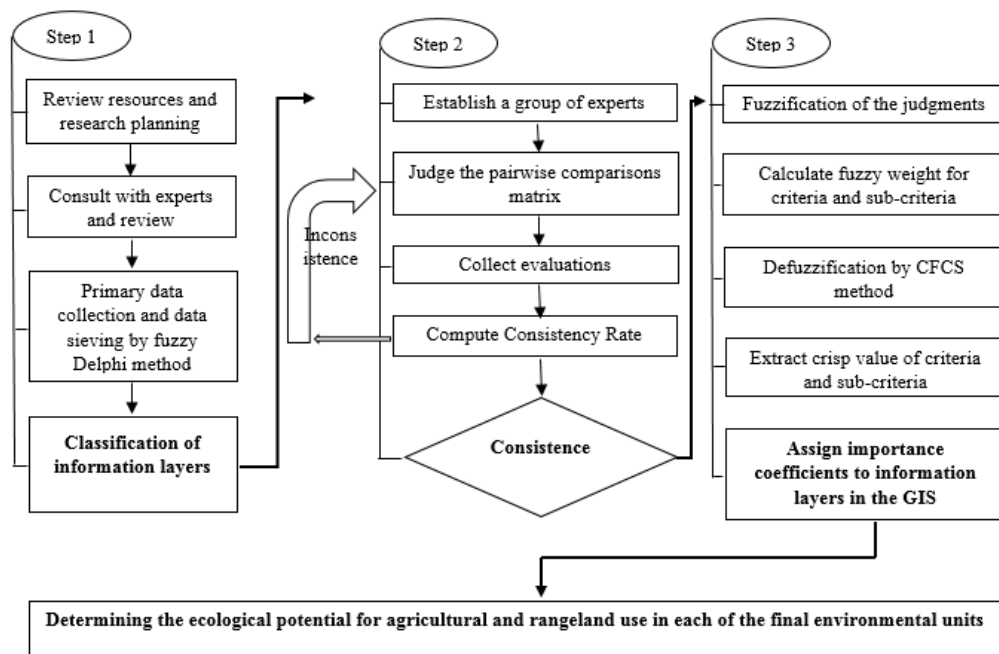 Step 1
Review resources and
research planning
Consult with experts
and review
Primary data
collection and data
sieving by fuzzy
Delphi method
Classification of
information layers
Step 2
Establish a group of experts
Judge the pairwise comparisons
matrix
Incons
istence
Collect evaluations
Compute Consistency Rate
Consistence
Step 3
Fuzzification of the judgments
Calculate fuzzy weight for
criteria and sub-criteria
Defuzzification by CFCS
method
Extract crisp value of criteria
and sub-criteria
Assign importance
coefficients to information
layers in the GIS
Determining the ecological potential for agricultural and rangeland use in each of the final environmental units